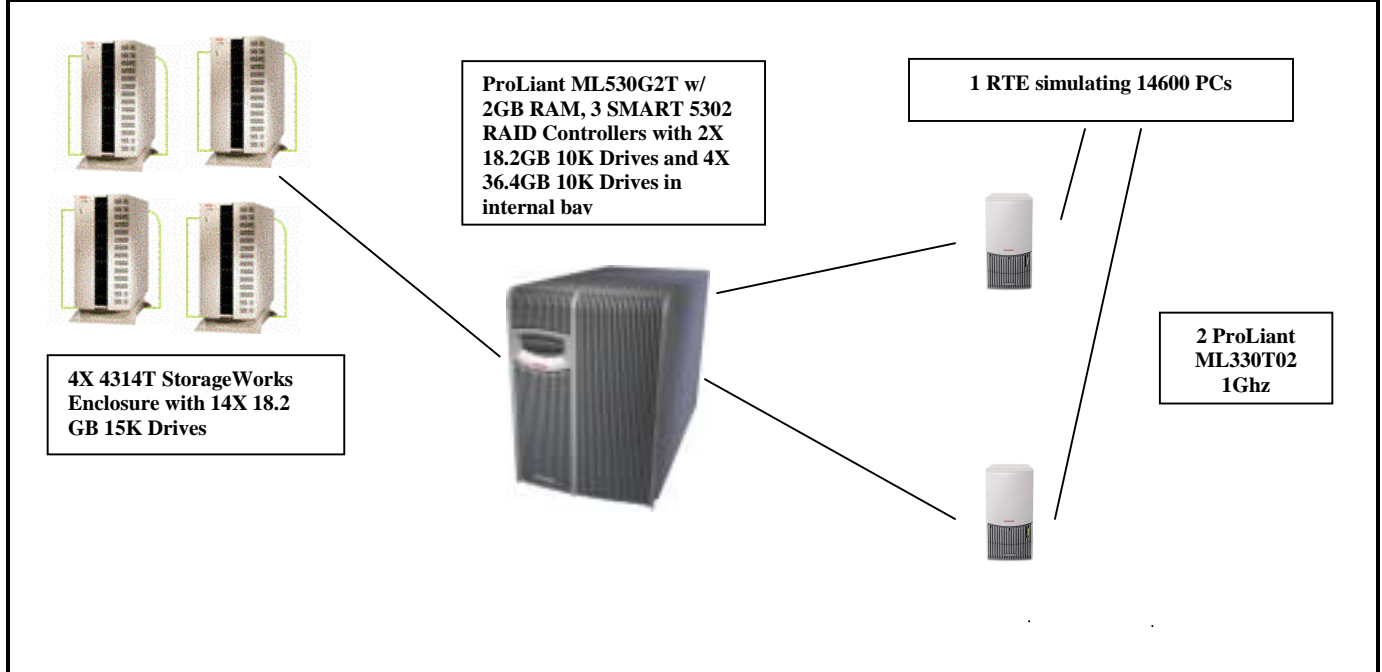 ProLiant ML530G2T w/
2GB RAM, 3 SMART 5302
RAID Controllers with 2X
18.2GB 10K Drives and 4X
36.4GB 10K Drives in
internal bay
1 RTE simulating 14600 PCs
2 ProLiant
ML330T02
1Ghz
4X 4314T StorageWorks
Enclosure with 14X 18.2
GB 15K Drives